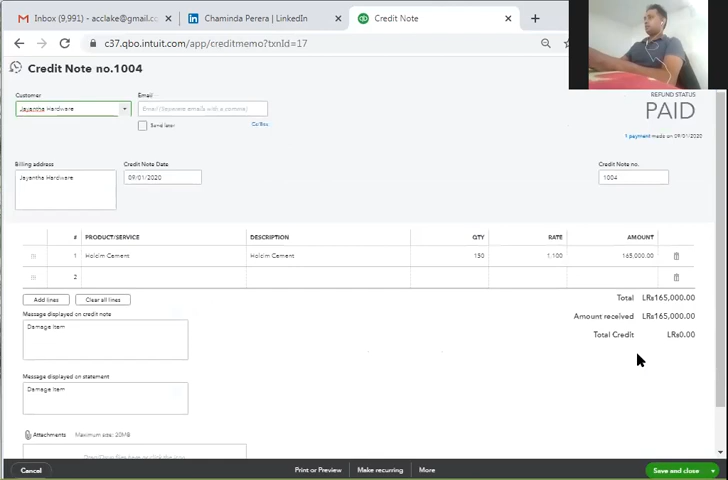 Inbox (9,991) - acclake@gmail.cc
Chaminda Perera | LinkedIn
Credit Note
c37.qbo.intuit.com/app/creditmemo?txnId=17
Credit Note no.1004
REFUND STATUS
PAID
1 payment made on 09/01/2020
Customer
Email
Jayantha Hardware
Email (Separate emails with a comma)
Send later
Cc/Bcc
Billing address
Credit Note Date
Credit Note no.
Jayantha Hardware
09/01/2020
1004
# PRODUCT/SERVICE DESCRIPTION QTY RATE AMOUNT
1 Holcim Cement Holcim Cement 150 1,100 165,000.00
2
Add lines
Clear all lines
Total LRs165,000.00
Message displayed on credit note
Amount received LRs165,000.00
Damage Item
Total Credit LRs0.00
Message displayed on statement
Damage Item
Attachments Maximum size: 20MB
Cancel
Print or Preview
Make recurring
More
Save and close